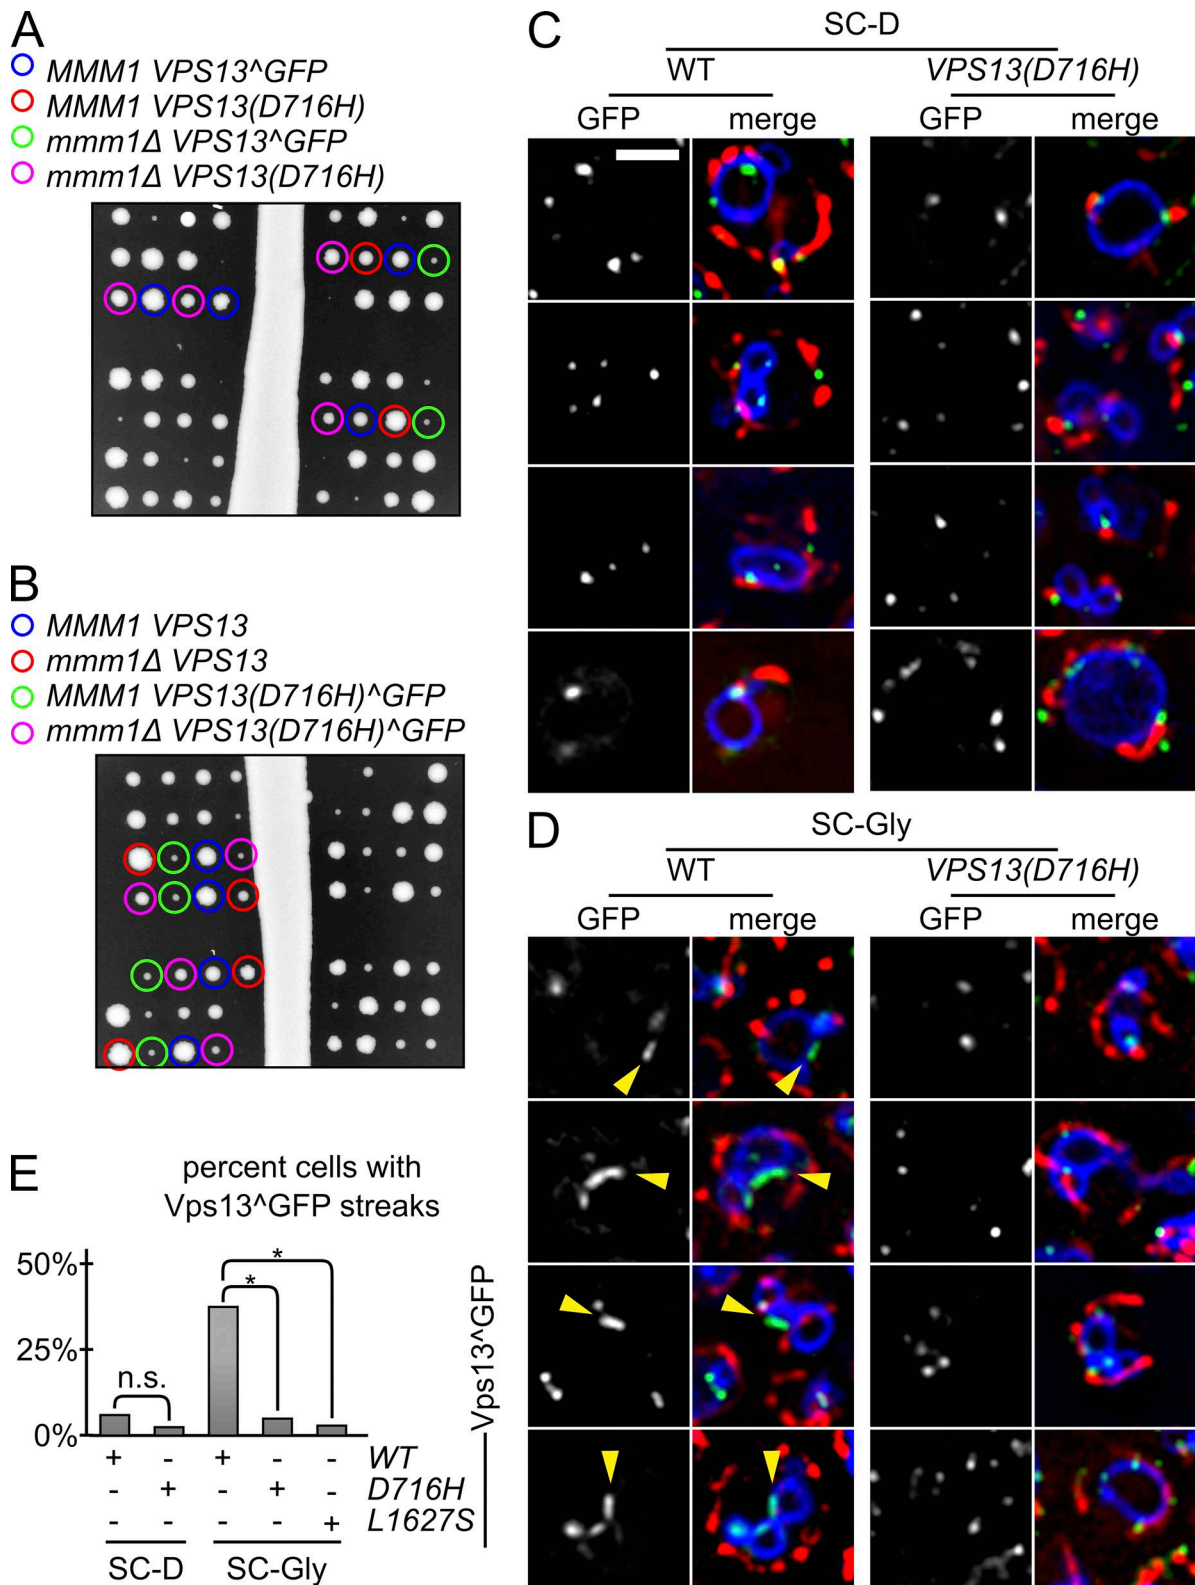 A
MMM1 VPS13^GFP
MMM1 VPS13(D716H)
mmm1Δ VPS13^GFP
mmm1Δ VPS13(D716H)
B
MMM1 VPS13
mmm1Δ VPS13
MMM1 VPS13(D716H)^GFP
mmm1Δ VPS13(D716H)^GFP
C
SC-D
WT VPS13(D716H)
GFP merge GFP merge
D
SC-Gly
WT VPS13(D716H)
GFP merge GFP merge
E
percent cells with
Vps13^GFP streaks
50%
25%
0%
n.s.
*
*
+ - + - - WT
- + - + - D716H
- - - - + L1627S
SC-D SC-Gly
Vps13^GFP